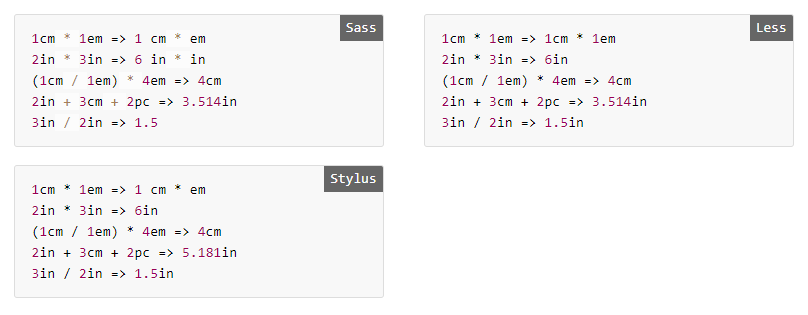 Sass
1cm * 1em => 1 cm * em
2in * 3in => 6 in * in
(1cm / 1em) * 4em => 4cm
2in + 3cm + 2pc => 3.514in
3in / 2in => 1.5
Less
1cm * 1em => 1cm * 1em
2in * 3in => 6in
(1cm / 1em) * 4em => 4cm
2in + 3cm + 2pc => 3.514in
3in / 2in => 1.5in
Stylus
1cm * 1em => 1 cm * em
2in * 3in => 6in
(1cm / 1em) * 4em => 4cm
2in + 3cm + 2pc => 5.181in
3in / 2in => 1.5in